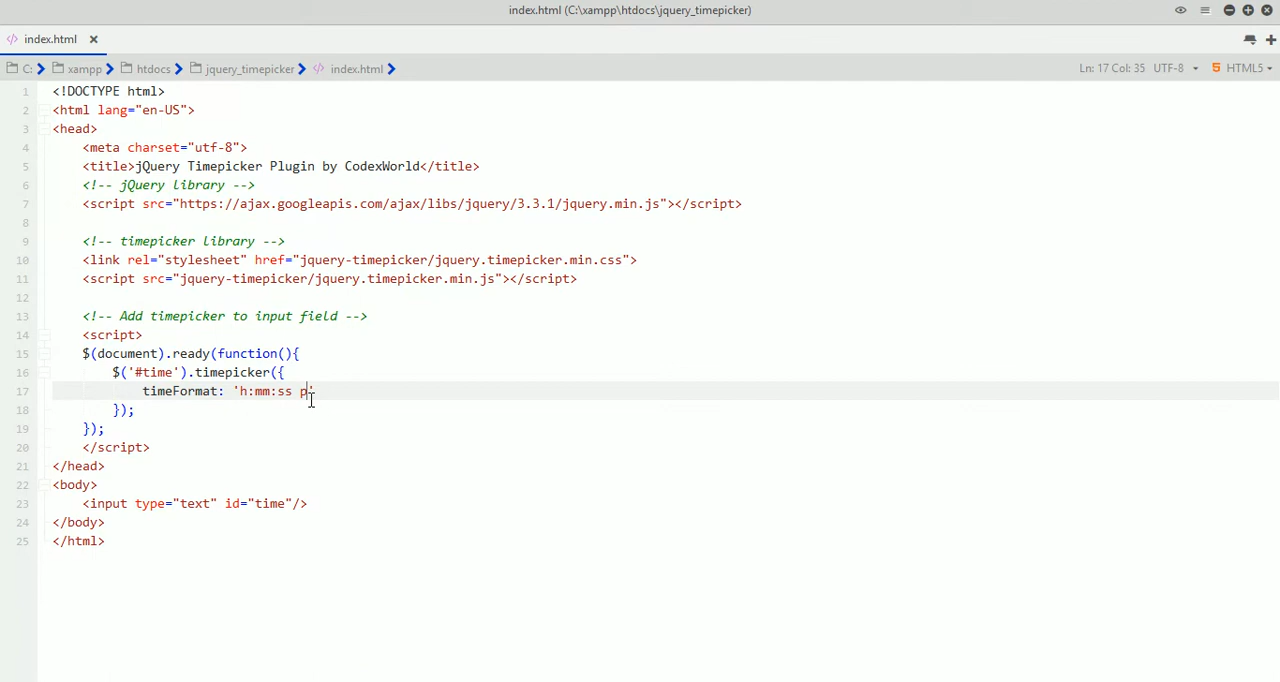 index.html (C:\xampp\htdocs\jquery_timepicker)
index.html
C: xampp htdocs jquery_timepicker index.html Ln: 17 Col: 35 UTF-8 HTML5
1 <!DOCTYPE html>
2 <html lang="en-US">
3 <head>
4 <meta charset="utf-8">
5 <title>jQuery Timepicker Plugin by CodexWorld</title>
6 <!-- jQuery library -->
7 <script src="https://ajax.googleapis.com/ajax/libs/jquery/3.3.1/jquery.min.js"></script>
8
9 <!-- timepicker library -->
10 <link rel="stylesheet" href="jquery-timepicker/jquery.timepicker.min.css">
11 <script src="jquery-timepicker/jquery.timepicker.min.js"></script>
12
13 <!-- Add timepicker to input field -->
14 <script>
15 $(document).ready(function(){
16 $('#time').timepicker({
17 timeFormat: 'h:mm:ss p'
18 });
19 });
20 </script>
21 </head>
22 <body>
23 <input type="text" id="time"/>
24 </body>
25 </html>